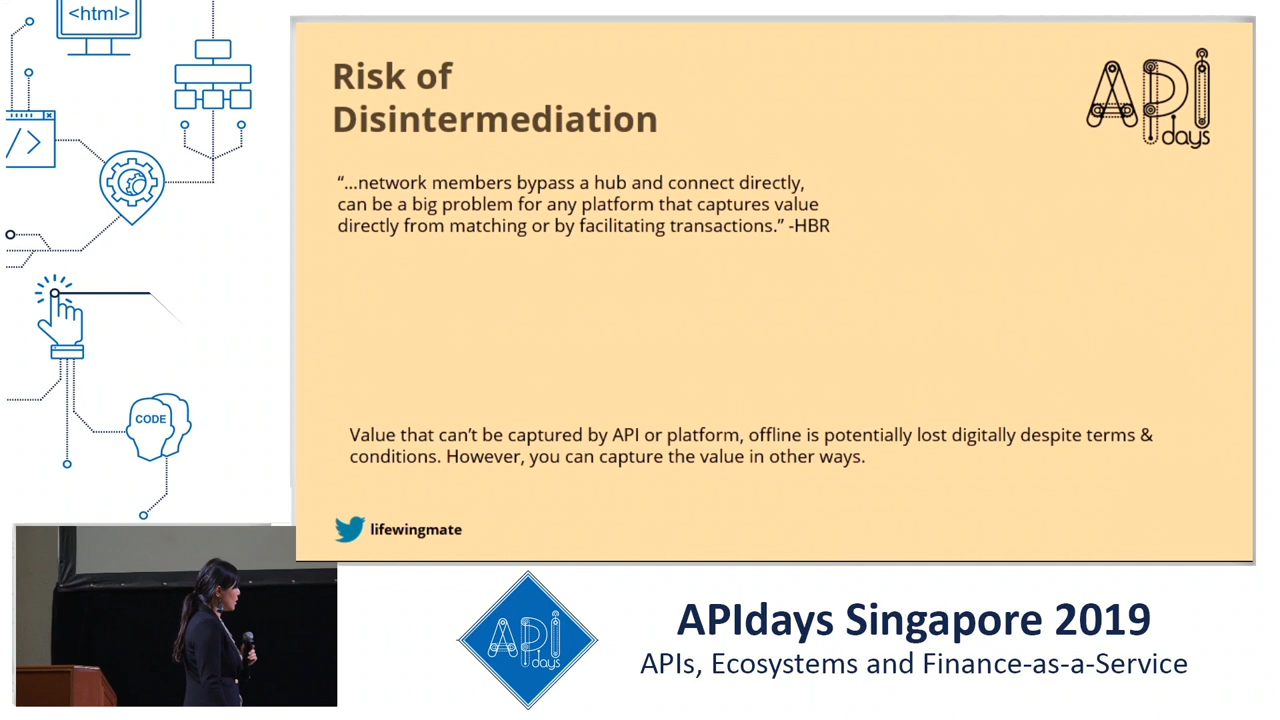 <html>
</>
CODE
Risk of
Disintermediation
API
days
“...network members bypass a hub and connect directly,
can be a big problem for any platform that captures value
directly from matching or by facilitating transactions.” -HBR
Value that can’t be captured by API or platform, offline is potentially lost digitally despite terms &
conditions. However, you can capture the value in other ways.
lifewingmate
API
days
APIdays Singapore 2019
APIs, Ecosystems and Finance-as-a-Service